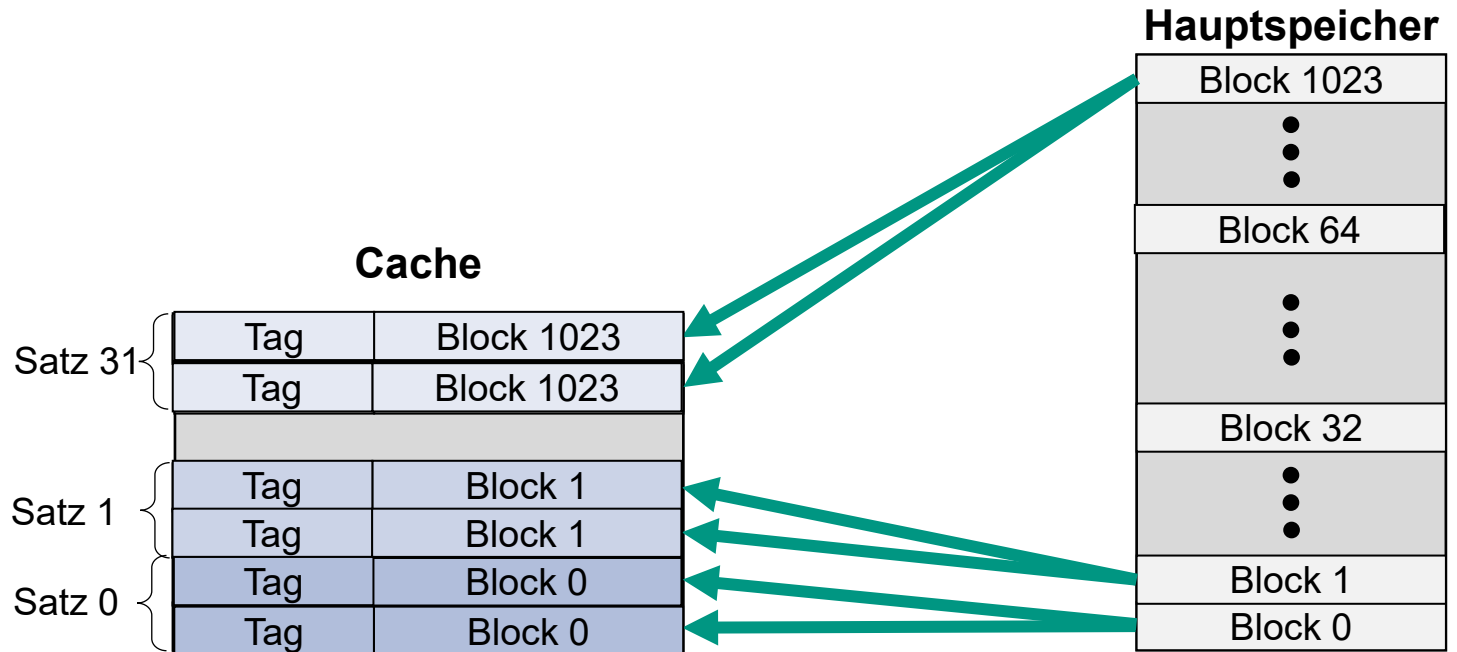 Hauptspeicher
Block 1023
Block 64
Block 32
Block 1
Block 0
Cache
Satz 31
Tag Block 1023
Tag Block 1023
Satz 1
Tag Block 1
Tag Block 1
Satz 0
Tag Block 0
Tag Block 0